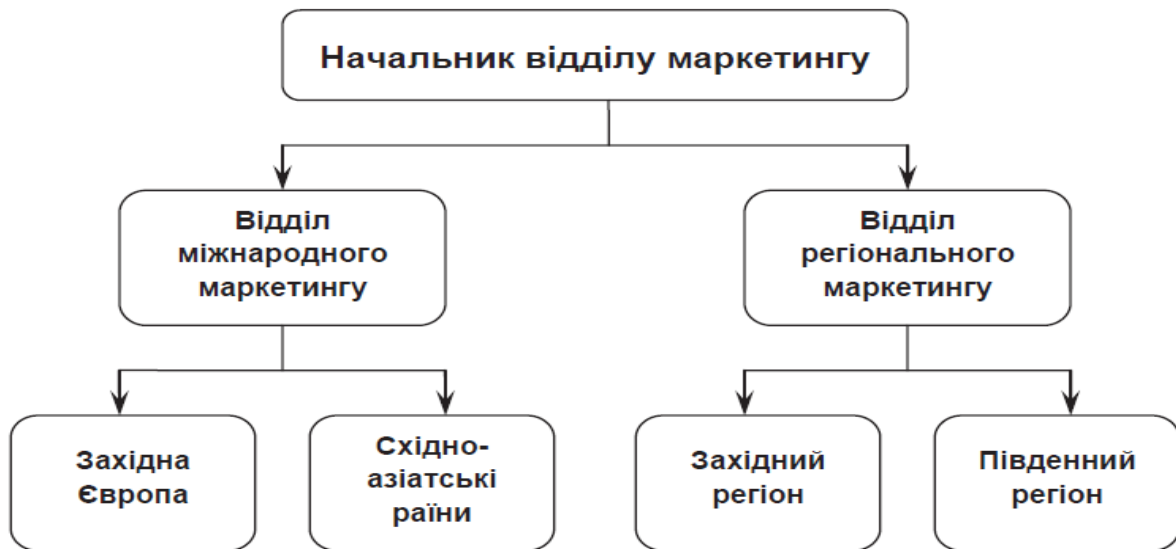 Начальник відділу маркетингу
Відділ
міжнародного
маркетингу
Відділ
регіонального
маркетингу
Західна
Європа
Східно-
азіатські
раїни
Західний
регіон
Південний
регіон